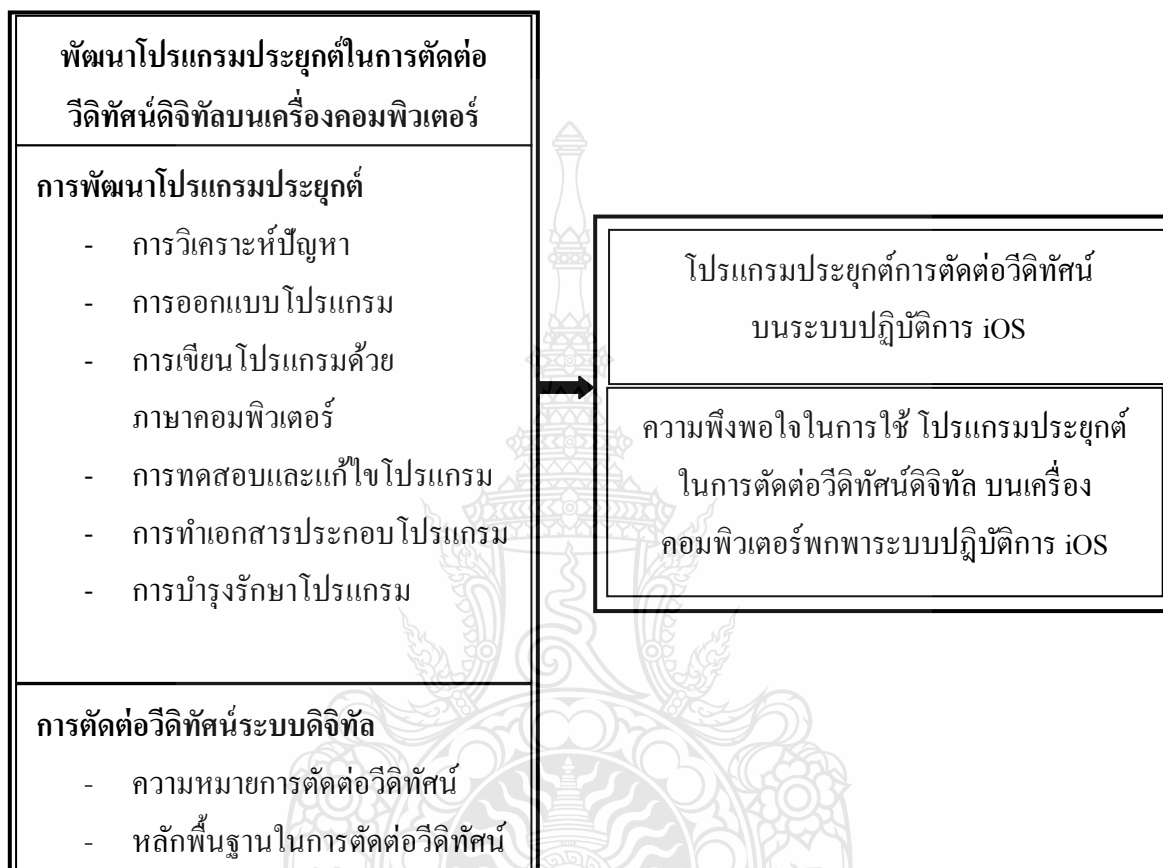 พัฒนาโปรแกรมประยุกต์ในการตัดต่อ
วีดิทัศน์ดิจิทัลบนเครื่องคอมพิวเตอร์
การพัฒนาโปรแกรมประยุกต์
- การวิเคราะห์ปัญหา
- การออกแบบโปรแกรม
- การเขียนโปรแกรมด้วย
ภาษาคอมพิวเตอร์
- การทดสอบและแก้ไขโปรแกรม
- การทำเอกสารประกอบโปรแกรม
- การบำรุงรักษาโปรแกรม
การตัดต่อวีดิทัศน์ระบบดิจิทัล
- ความหมายการตัดต่อวีดิทัศน์
- หลักพื้นฐานในการตัดต่อวีดิทัศน์
โปรแกรมประยุกต์การตัดต่อวีดิทัศน์
บนระบบปฏิบัติการ iOS
ความพึงพอใจในการใช้ โปรแกรมประยุกต์
ในการตัดต่อวีดิทัศน์ดิจิทัล บนเครื่อง
คอมพิวเตอร์พกพาระบบปฎิบัติการ iOS